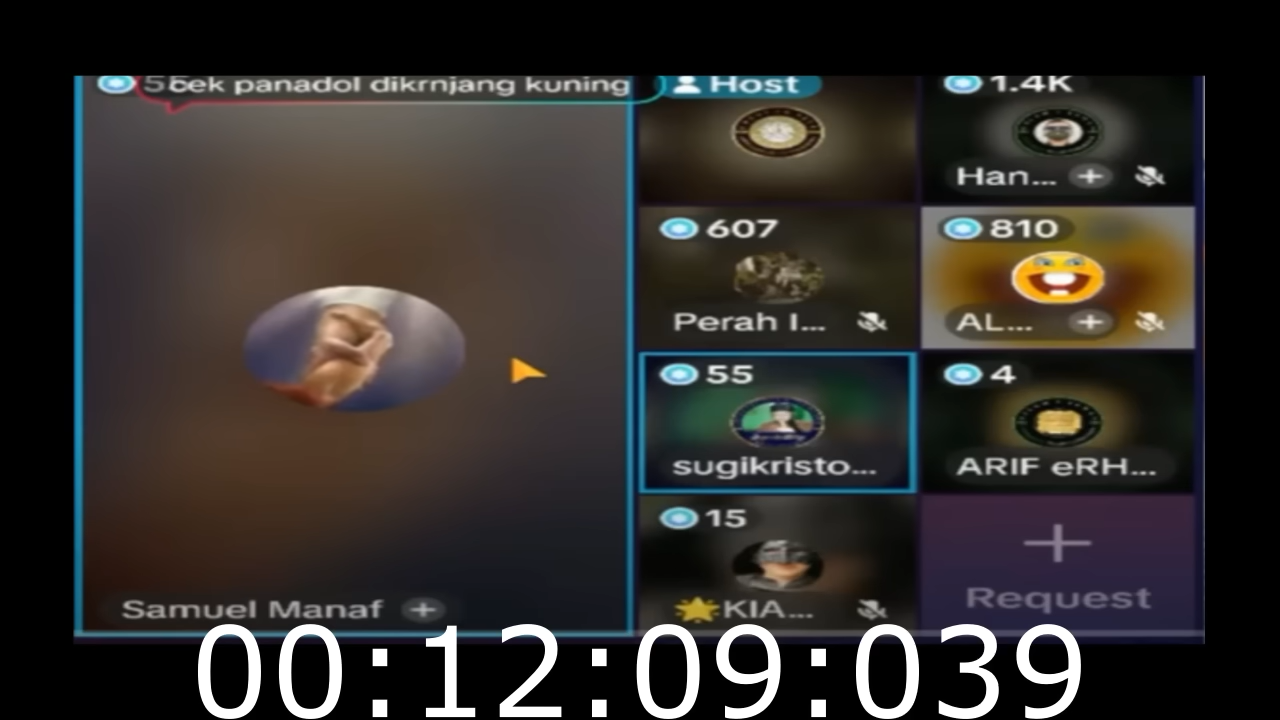 cek panadol dikrnjang kuning
Host
1.4K
Han...
607
810
Perah I...
AL...
55
4
sugikristo...
ARIF eRH...
15
KIA...
Request
Samuel Manaf
00:12:09:039